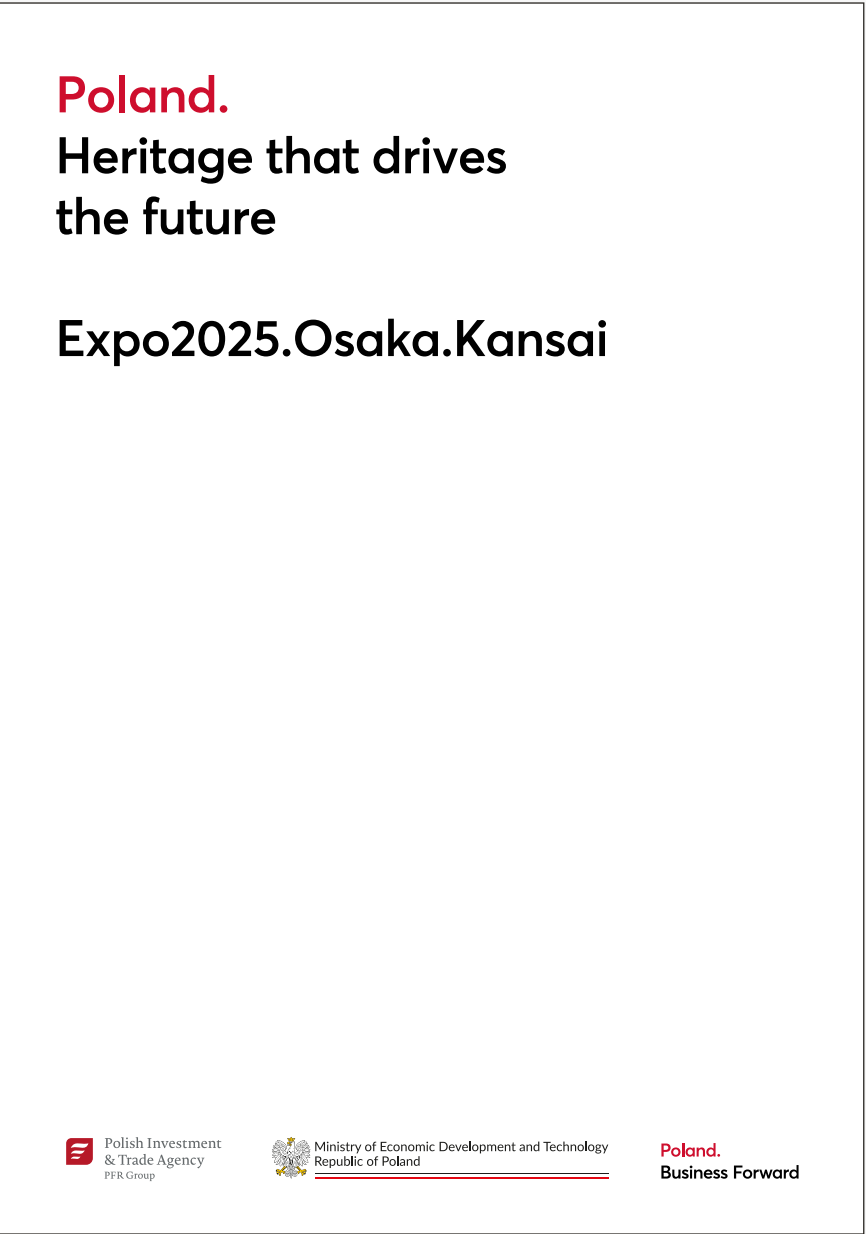 Poland.
Heritage that drives
the future
Expo2025.Osaka.Kansai
Polish Investment
& Trade Agency
PFR Group
Ministry of Economic Development and Technology
Republic of Poland
Poland.
Business Forward